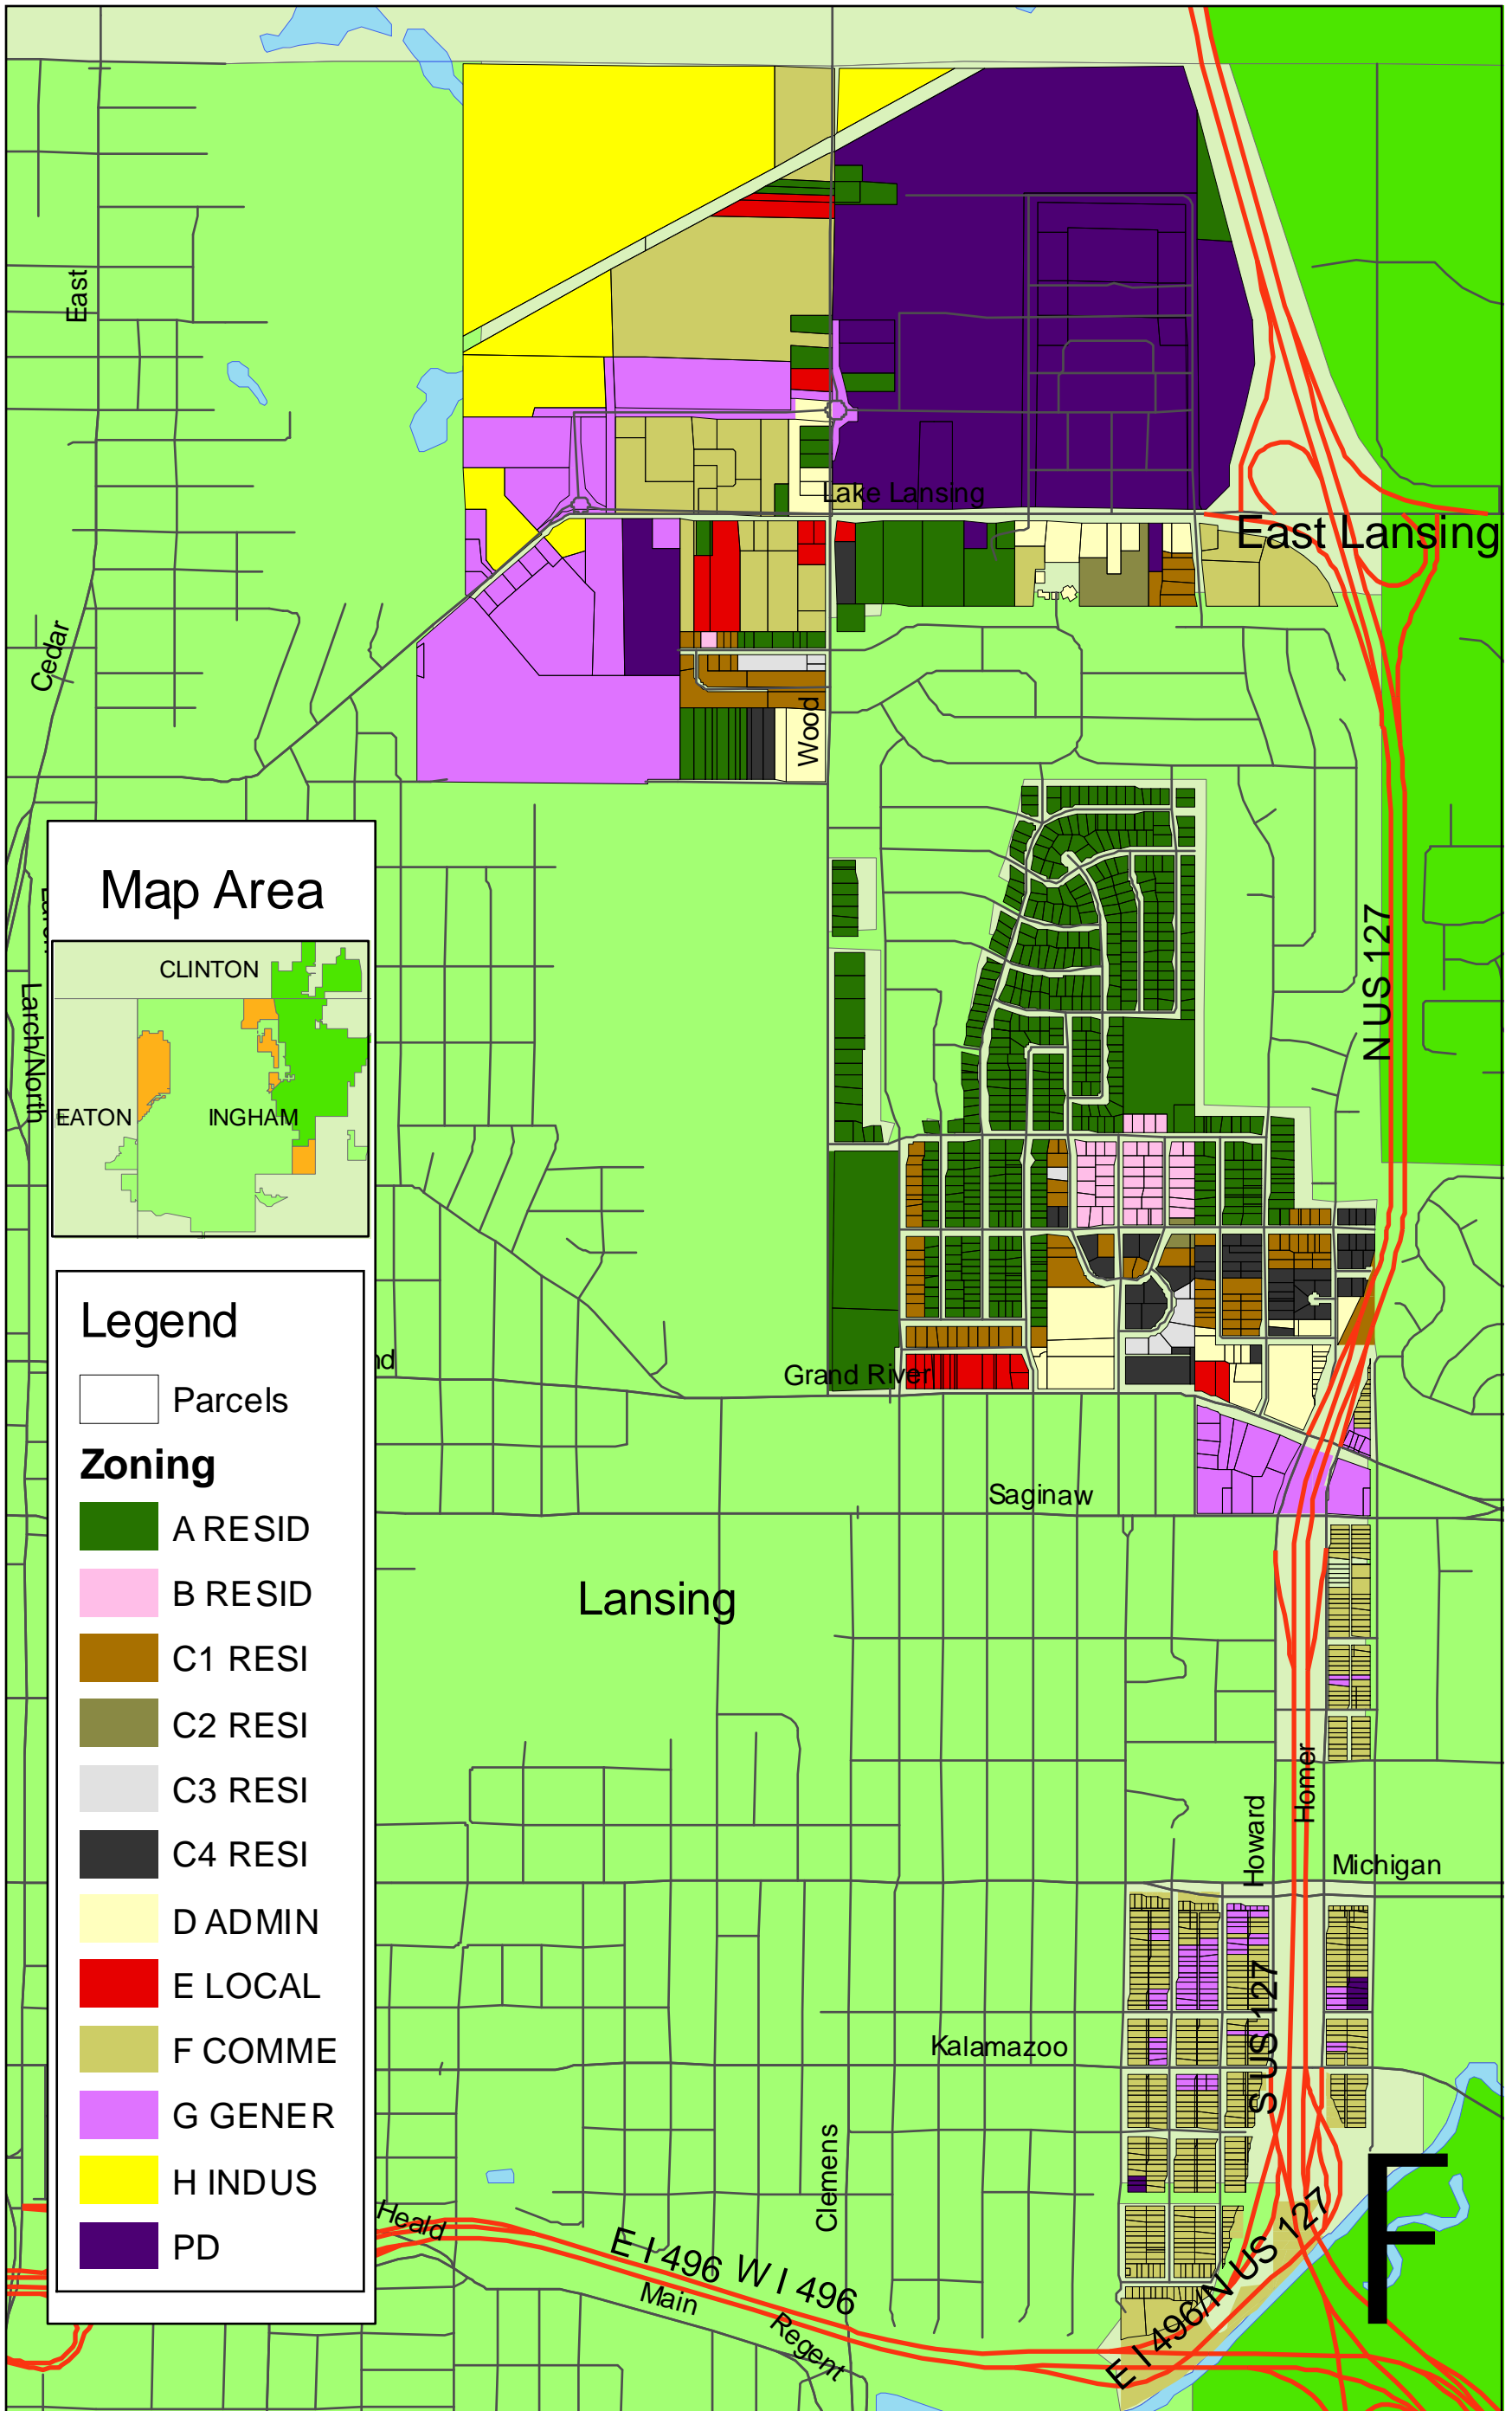 East
Lake Lansing
East Lansing
Cedar
Wood
Map Area
CLINTON
EATON
INGHAM
Larch/North
N US 127
Legend
Parcels
Zoning
A RESID
B RESID
C1 RESI
C2 RESI
C3 RESI
C4 RESI
D ADMIN
E LOCAL
F COMME
G GENER
H INDUS
PD
nd
Grand River
Saginaw
Lansing
Homer
Howard
Michigan
S US 127
Kalamazoo
Clemens
Heald
E I 496 W I 496
Main
Regent
E I 496/N US 127
F